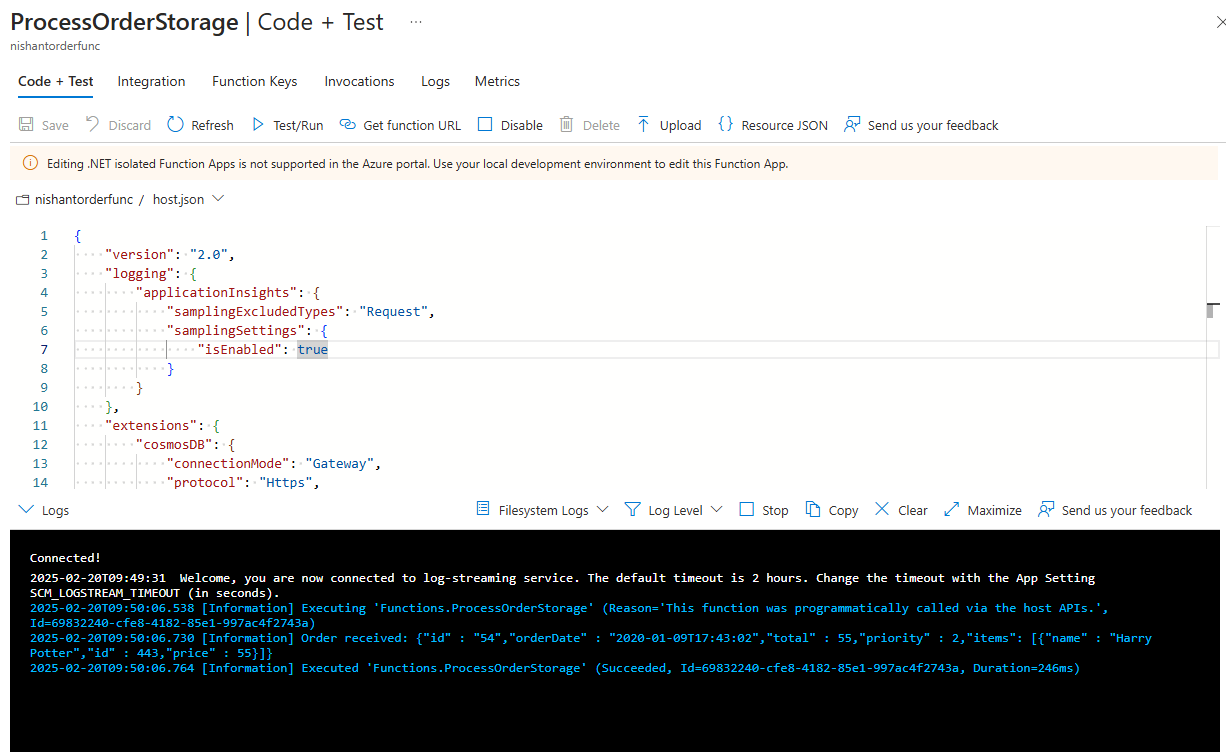 ProcessOrderStorage | Code + Test ...
nishantorderfunc
Code + Test Integration Function Keys Invocations Logs Metrics
Save Discard Refresh Test/Run Get function URL Disable Delete Upload {} Resource JSON Send us your feedback
Editing .NET isolated Function Apps is not supported in the Azure portal. Use your local development environment to edit this Function App.
nishantorderfunc / host.json
1 {
2 "version": "2.0",
3 "logging": {
4 "applicationInsights": {
5 "samplingExcludedTypes": "Request",
6 "samplingSettings": {
7 "isEnabled": true
8 }
9 }
10 },
11 "extensions": {
12 "cosmosDB": {
13 "connectionMode": "Gateway",
14 "protocol": "Https",
Logs Filesystem Logs Log Level Stop Copy Clear Maximize Send us your feedback
Connected!
2025-02-20T09:49:31 Welcome, you are now connected to log-streaming service. The default timeout is 2 hours. Change the timeout with the App Setting
SCM_LOGSTREAM_TIMEOUT (in seconds).
2025-02-20T09:50:06.538 [Information] Executing 'Functions.ProcessOrderStorage' (Reason='This function was programmatically called via the host APIs.',
Id=69832240-cfe8-4182-85e1-997ac4f2743a)
2025-02-20T09:50:06.730 [Information] Order received: {"id" : "54","orderDate" : "2020-01-09T17:43:02","total" : 55,"priority" : 2,"items": [{"name" : "Harry
Potter","id" : 443,"price" : 55}]}
2025-02-20T09:50:06.764 [Information] Executed 'Functions.ProcessOrderStorage' (Succeeded, Id=69832240-cfe8-4182-85e1-997ac4f2743a, Duration=246ms)